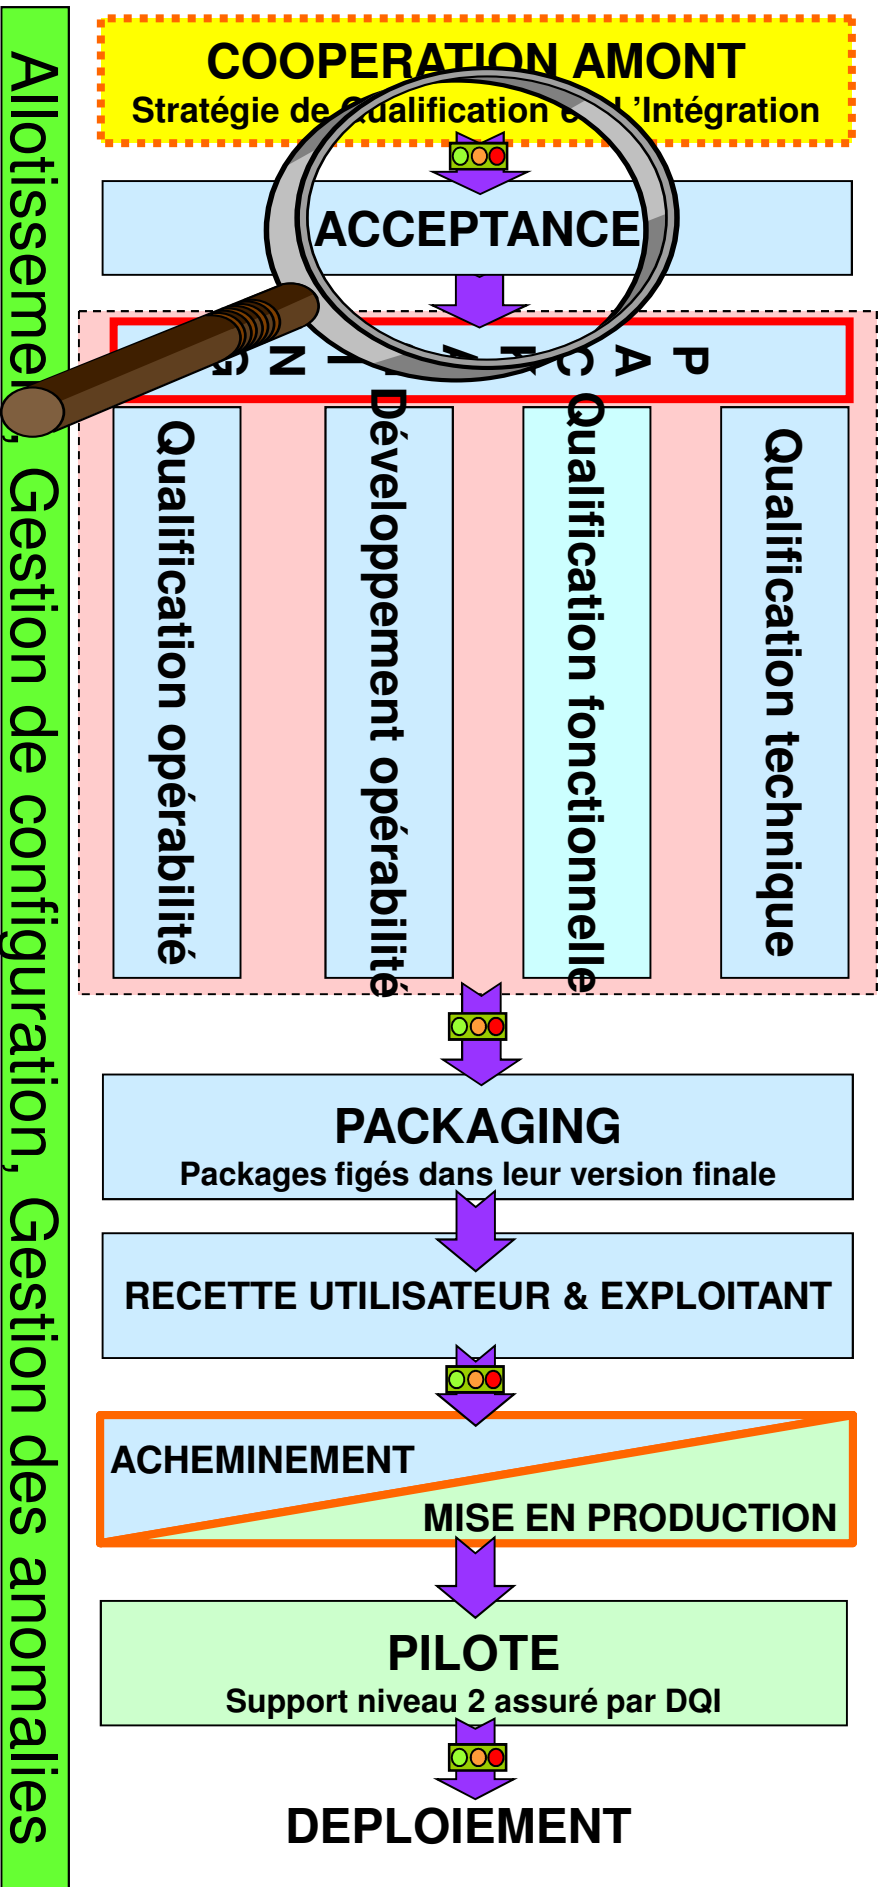 COOPERATION AMONT
Stratégie de Qualification et d ’Intégration
ACCEPTANCE
PACKAGING
Qualification opérabilité
Développement opérabilité
Qualification fonctionnelle
Qualification technique
PACKAGING
Packages figés dans leur version finale
RECETTE UTILISATEUR & EXPLOITANT
ACHEMINEMENT
MISE EN PRODUCTION
PILOTE
Support niveau 2 assuré par DQI
DEPLOIEMENT
Allotissement, Gestion de configuration, Gestion des anomalies